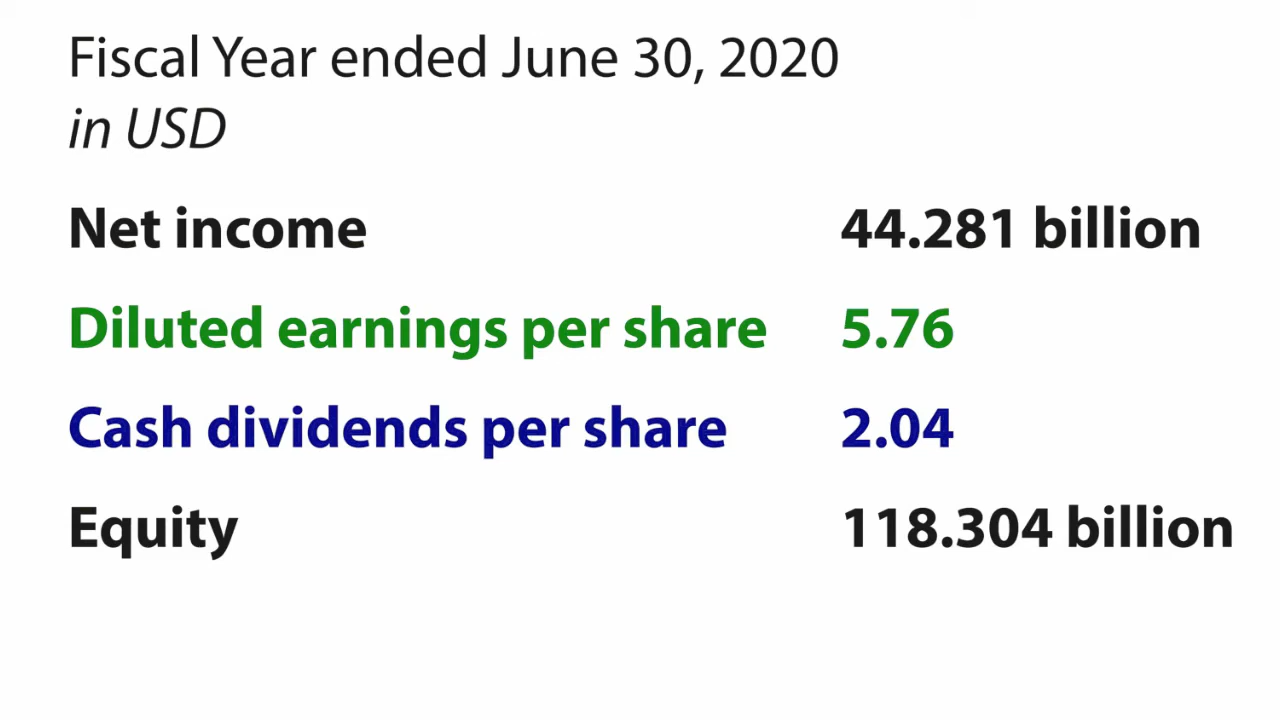 Fiscal Year ended June 30, 2020
in USD
Net income 44.281 billion
Diluted earnings per share 5.76
Cash dividends per share 2.04
Equity 118.304 billion